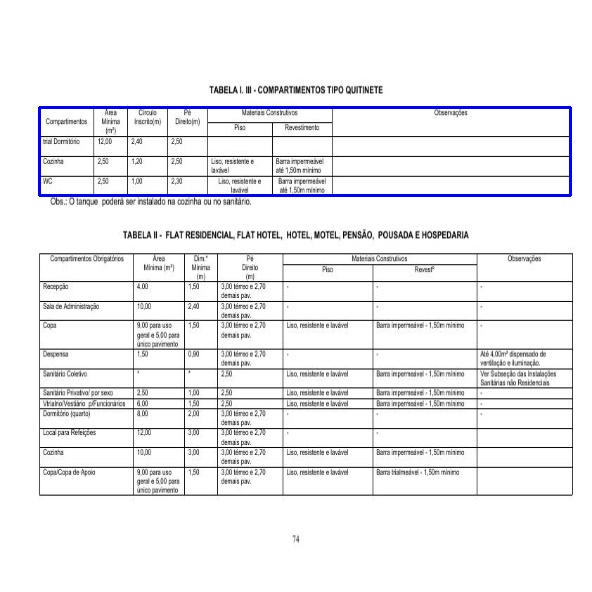 TABELA I. III - COMPARTIMENTOS TIPO QUITINETE
Compartimentos Área Mínima (m²) Círculo Inscrito(m) Pé Direito(m) Materiais Construtivos Observações
Piso Revestimento
trial Dormitório 12,00 2,40 2,50
Cozinha 2,50 1,20 2,50 Liso, resistente e lavável Barra impermeável até 1,50m mínimo
WC 2,50 1,00 2,30 Liso, resistente e lavável Barra impermeável até 1,50m mínimo
Obs.: O tanque poderá ser instalado na cozinha ou no sanitário.
TABELA II - FLAT RESIDENCIAL, FLAT HOTEL, HOTEL, MOTEL, PENSÃO, POUSADA E HOSPEDARIA
Compartimentos Obrigatórios Área Mínima (m²) Dim.ª Mínima (m) Pé Direito (m) Materiais Construtivos Observações
Piso Revestº
Recepção 4,00 1,50 3,00 térreo e 2,70 demais pav. - - -
Sala de Administração 10,00 2,40 3,00 térreo e 2,70 demais pav. - - -
Copa 9,00 para uso geral e 5,00 para único pavimento 1,50 3,00 térreo e 2,70 demais pav. Liso, resistente e lavável Barra impermeável - 1,50m mínimo -
Despensa 1,50 0,90 3,00 térreo e 2,70 demais pav. - - Até 4,00m² dispensado de ventilação e iluminação.
Sanitário Coletivo * * 2,50 Liso, resistente e lavável Barra impermeável - 1,50m mínimo Ver Subseção das Instalações Sanitárias não Residenciais
Sanitário Privativo/ por sexo 2,50 1,00 2,50 Liso, resistente e lavável Barra impermeável - 1,50m mínimo -
Vtriário/Vestiário p/Funcionários 6,00 1,50 2,50 Liso, resistente e lavável Barra impermeável - 1,50m mínimo -
Dormitório (quarto) 8,00 2,00 3,00 térreo e 2,70 demais pav. - - -
Local para Refeições 12,00 3,00 3,00 térreo e 2,70 demais pav. - -
Cozinha 10,00 3,00 3,00 térreo e 2,70 demais pav. Liso, resistente e lavável Barra impermeável - 1,50m mínimo
Copa/Copa de Apoio 9,00 para uso geral e 5,00 para único pavimento 1,50 3,00 térreo e 2,70 demais pav. Liso, resistente e lavável Barra trialmeável - 1,50m mínimo
74